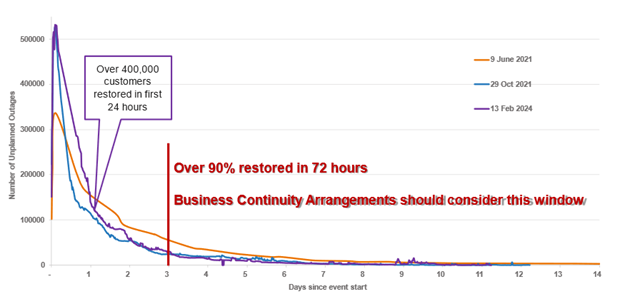 500000
400000
300000
200000
100000
0
Number of Unplanned Outages
Over 400,000
customers
restored in first
24 hours
9 June 2021
29 Oct 2021
13 Feb 2024
Over 90% restored in 72 hours
Business Continuity Arrangements should consider this window
- 1 2 3 4 5 6 7 8 9 10 11 12 13 14
Days since event start